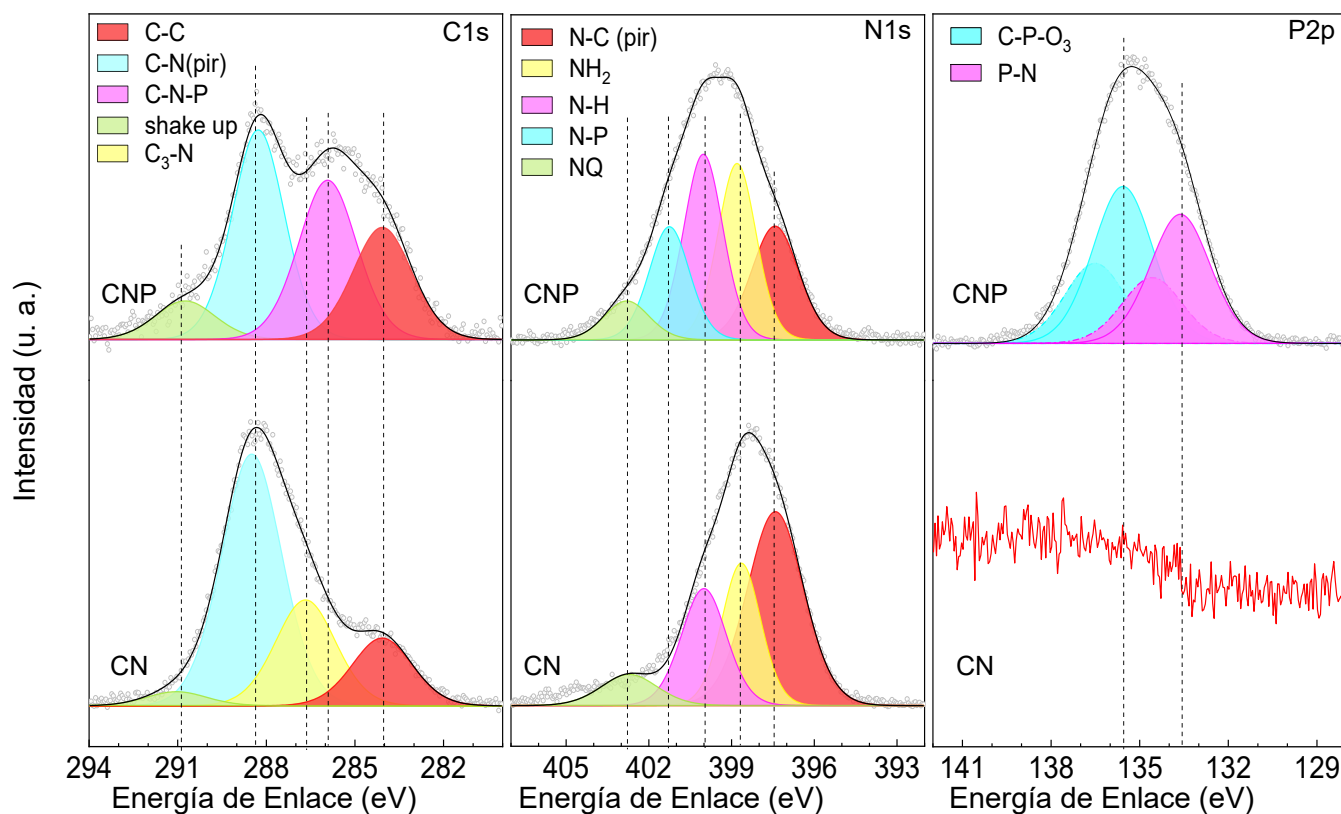 Intensidad (u. a.)
C1s
C-C
C-N(pir)
C-N-P
shake up
C₃-N
CNP
CN
294 291 288 285 284 282
Energía de Enlace (eV)
N1s
N-C (pir)
NH₂
N-H
N-P
NQ
CNP
CN
405 402 399 396 393
Energía de Enlace (eV)
P2p
C-P-O₃
P-N
CNP
CN
141 138 135 132 129
Energía de Enlace (eV)